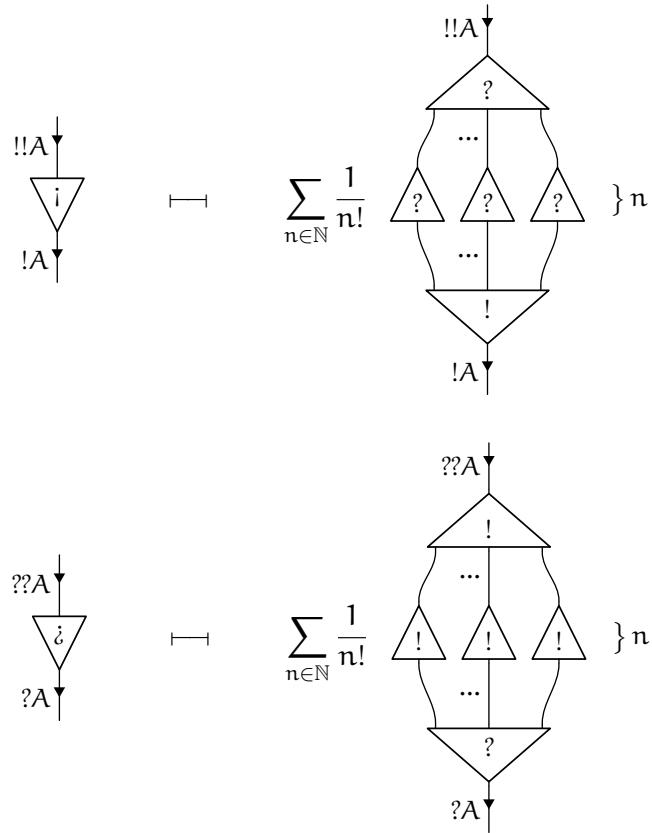 !!A
?
...
!!A
¡
⟼
∑ n∈ℕ 1/n!
? ? ?
} n
!A
...
!
!A
??A
!
...
??A
¿
⟼
∑ n∈ℕ 1/n!
! ! !
} n
?A
...
?
?A